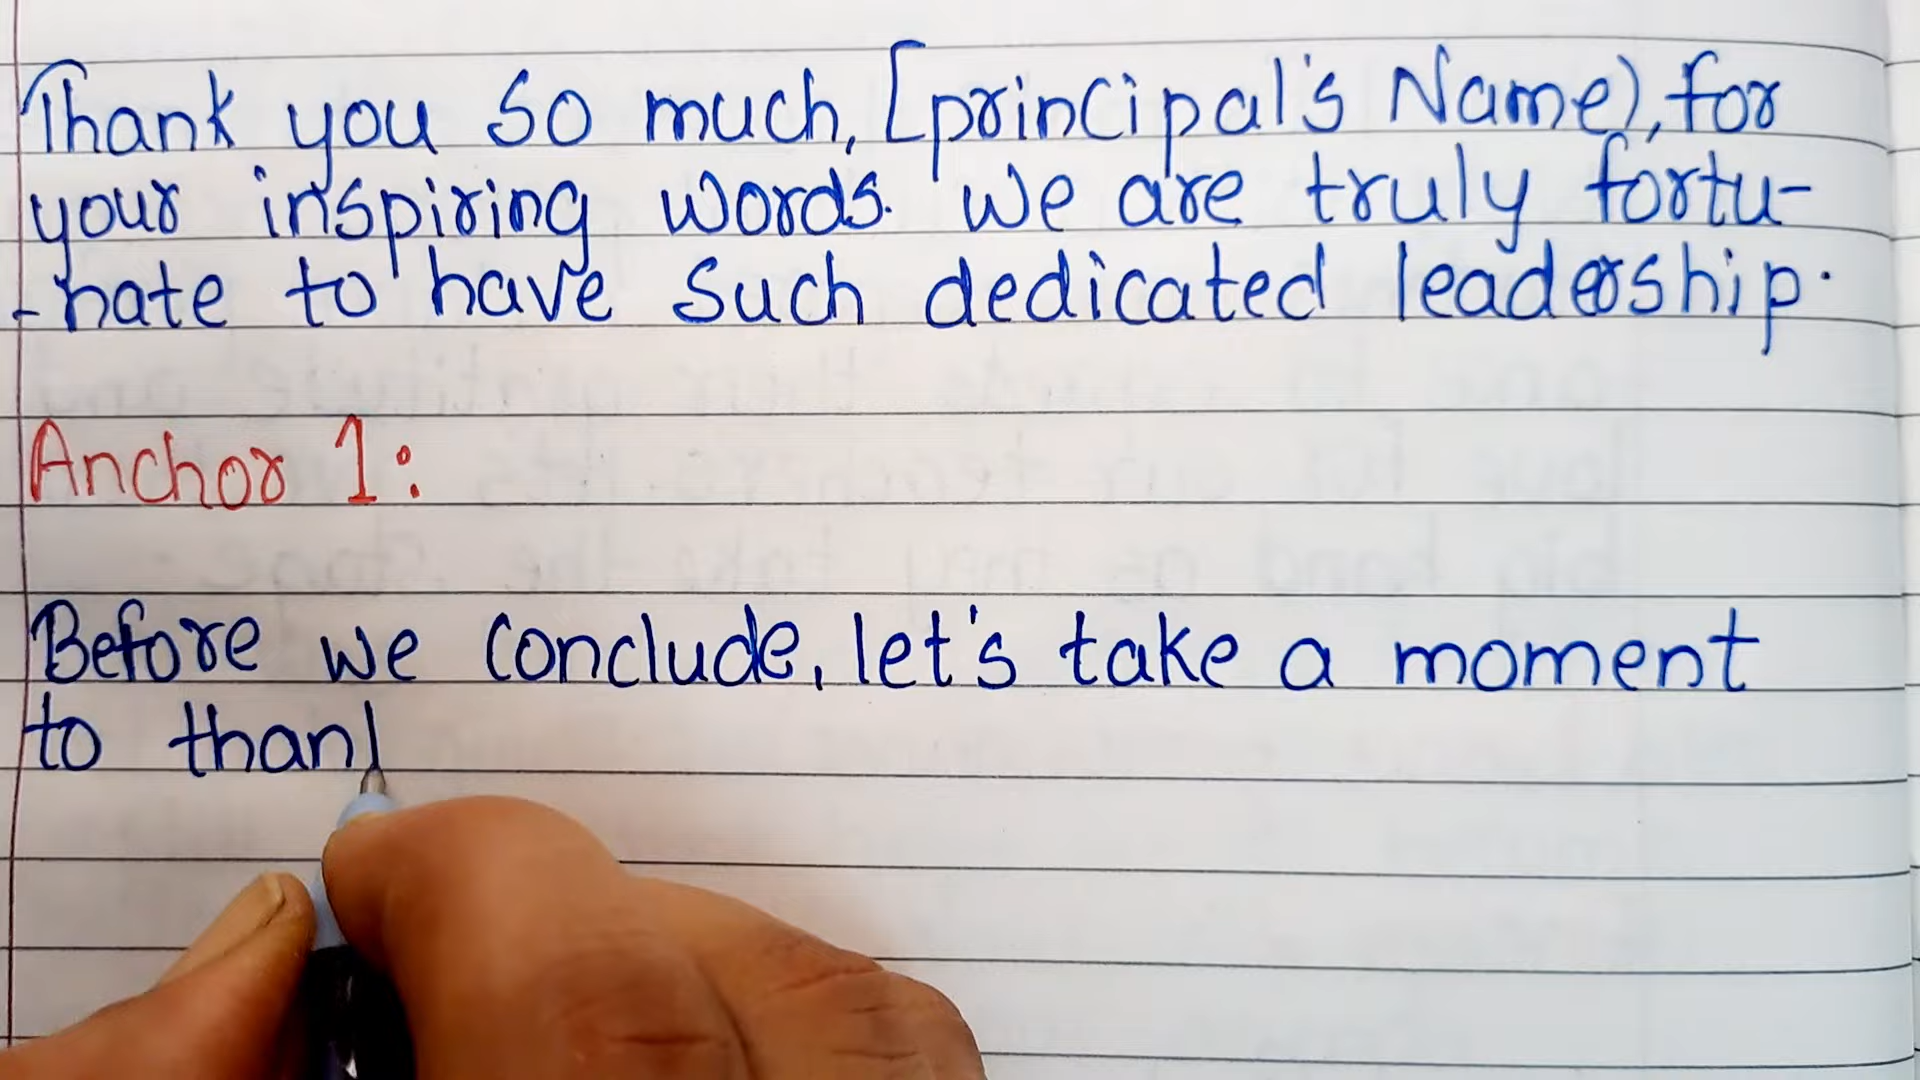 Thank you so much, [principal's Name), for
your inspiring words. We are truly fortu-
-nate to have such dedicated leadership.
Anchor 1:
Before we conclude, let's take a moment
to than